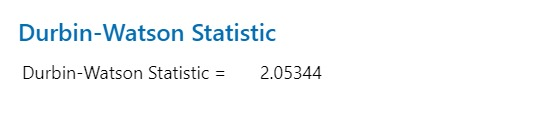 Durbin-Watson Statistic
Durbin-Watson Statistic = 2.05344